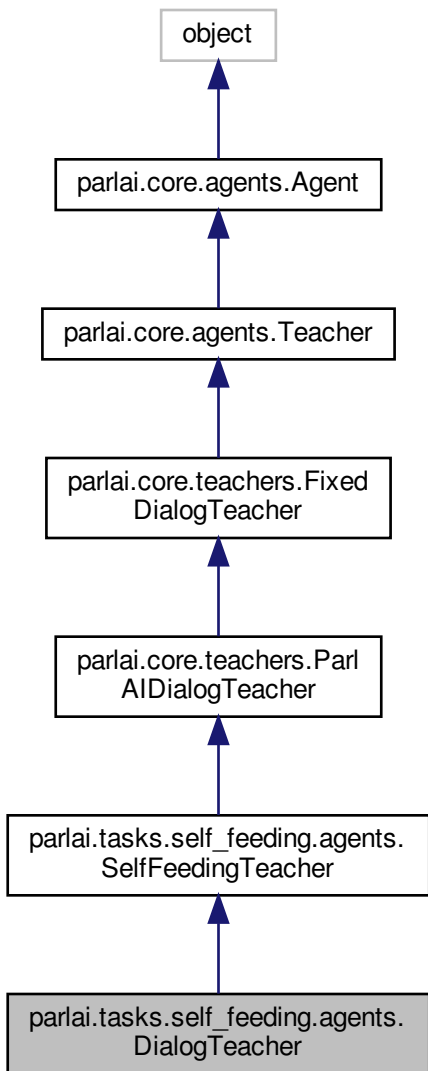 object
parlai.core.agents.Agent
parlai.core.agents.Teacher
parlai.core.teachers.Fixed
DialogTeacher
parlai.core.teachers.Parl
AIDialogTeacher
parlai.tasks.self_feeding.agents.
SelfFeedingTeacher
parlai.tasks.self_feeding.agents.
DialogTeacher